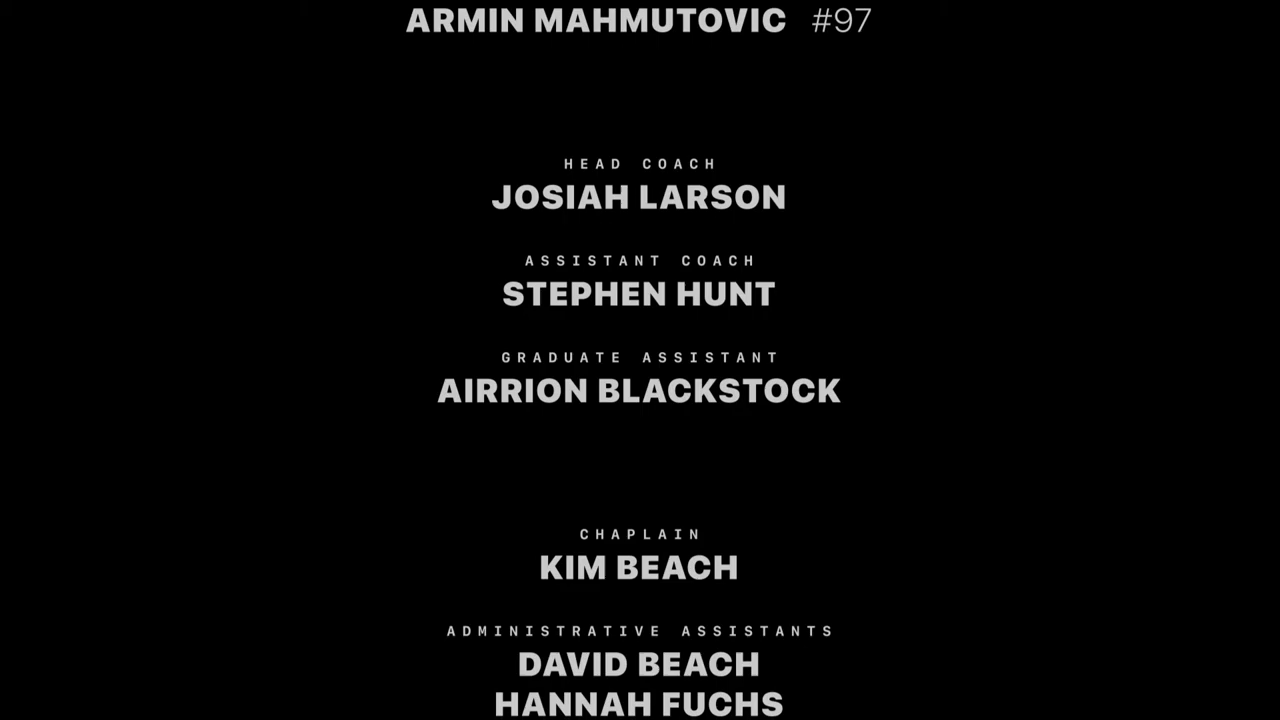 ARMIN MAHMUTOVIC #97
HEAD COACH
JOSIAH LARSON
ASSISTANT COACH
STEPHEN HUNT
GRADUATE ASSISTANT
AIRRION BLACKSTOCK
CHAPLAIN
KIM BEACH
ADMINISTRATIVE ASSISTANTS
DAVID BEACH
HANNAH FUCHS